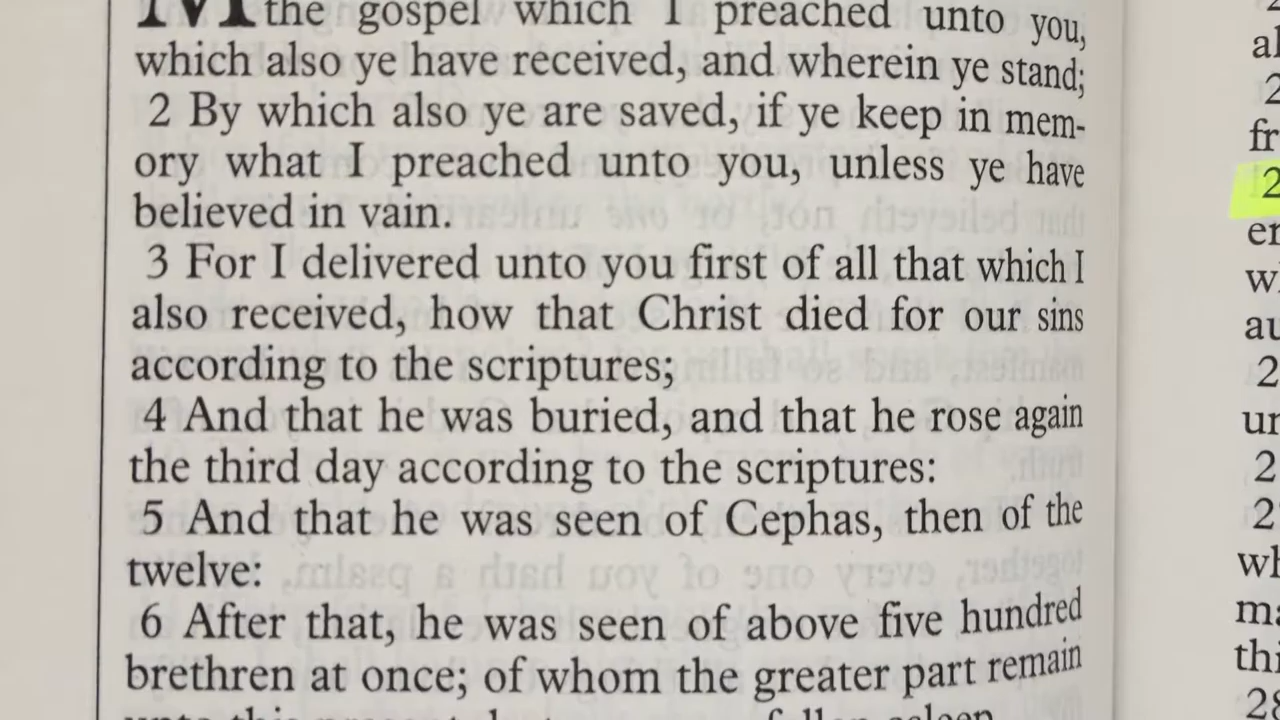 the gospel which I preached unto you,
which also ye have received, and wherein ye stand;
2 By which also ye are saved, if ye keep in mem-
ory what I preached unto you, unless ye have
believed in vain.
3 For I delivered unto you first of all that which I
also received, how that Christ died for our sins
according to the scriptures;
4 And that he was buried, and that he rose again
the third day according to the scriptures:
5 And that he was seen of Cephas, then of the
twelve:
6 After that, he was seen of above five hundred
brethren at once; of whom the greater part remain